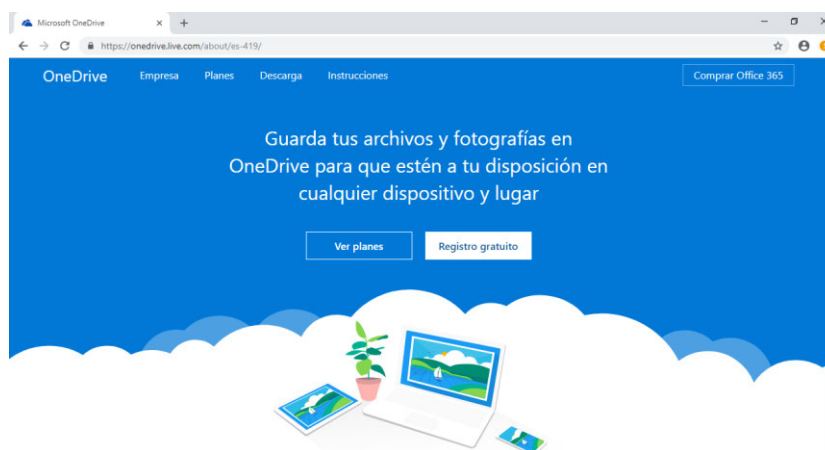 Microsoft OneDrive
https://onedrive.live.com/about/es-419/
OneDrive Empresa Planes Descarga Instrucciones Comprar Office 365
Guarda tus archivos y fotografías en
OneDrive para que estén a tu disposición en
cualquier dispositivo y lugar
Ver planes Registro gratuito